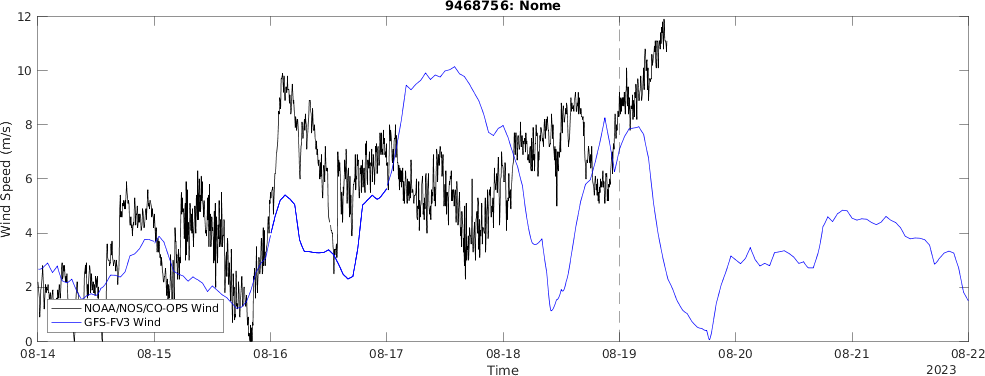 9468756: Nome
Wind Speed (m/s)
12
10
8
6
4
2
0
NOAA/NOS/CO-OPS Wind
GFS-FV3 Wind
08-14 08-15 08-16 08-17 08-18 08-19 08-20 08-21 08-22
Time
2023